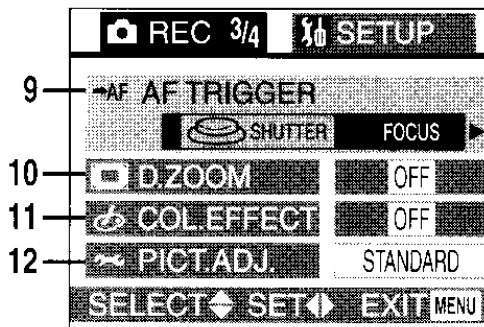 REC 3/4 SETUP
9 AF AF TRIGGER
SHUTTER FOCUS
10 D.ZOOM OFF
11 COL.EFFECT OFF
12 PICT.ADJ. STANDARD
SELECT SET EXIT MENU